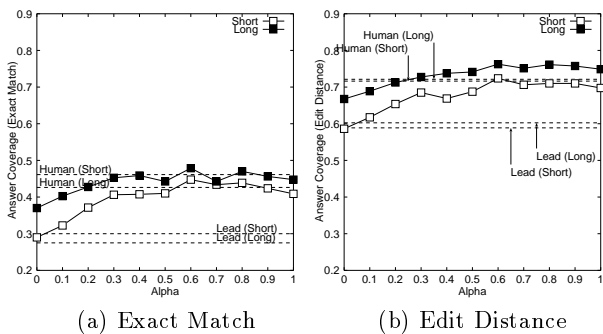 Short
Long
0.9
0.8
0.7
0.6
0.5
0.4
0.3
0.2
Answer Coverage (Exact Match)
Human (Short)
Human (Long)
Lead (Short)
Lead (Long)
0 0.1 0.2 0.3 0.4 0.5 0.6 0.7 0.8 0.9 1
Alpha
(a) Exact Match
Short
Long
0.9
0.8
0.7
0.6
0.5
0.4
0.3
0.2
Answer Coverage (Edit Distance)
Human (Long)
Human (Short)
Lead (Long)
Lead (Short)
0 0.1 0.2 0.3 0.4 0.5 0.6 0.7 0.8 0.9 1
Alpha
(b) Edit Distance